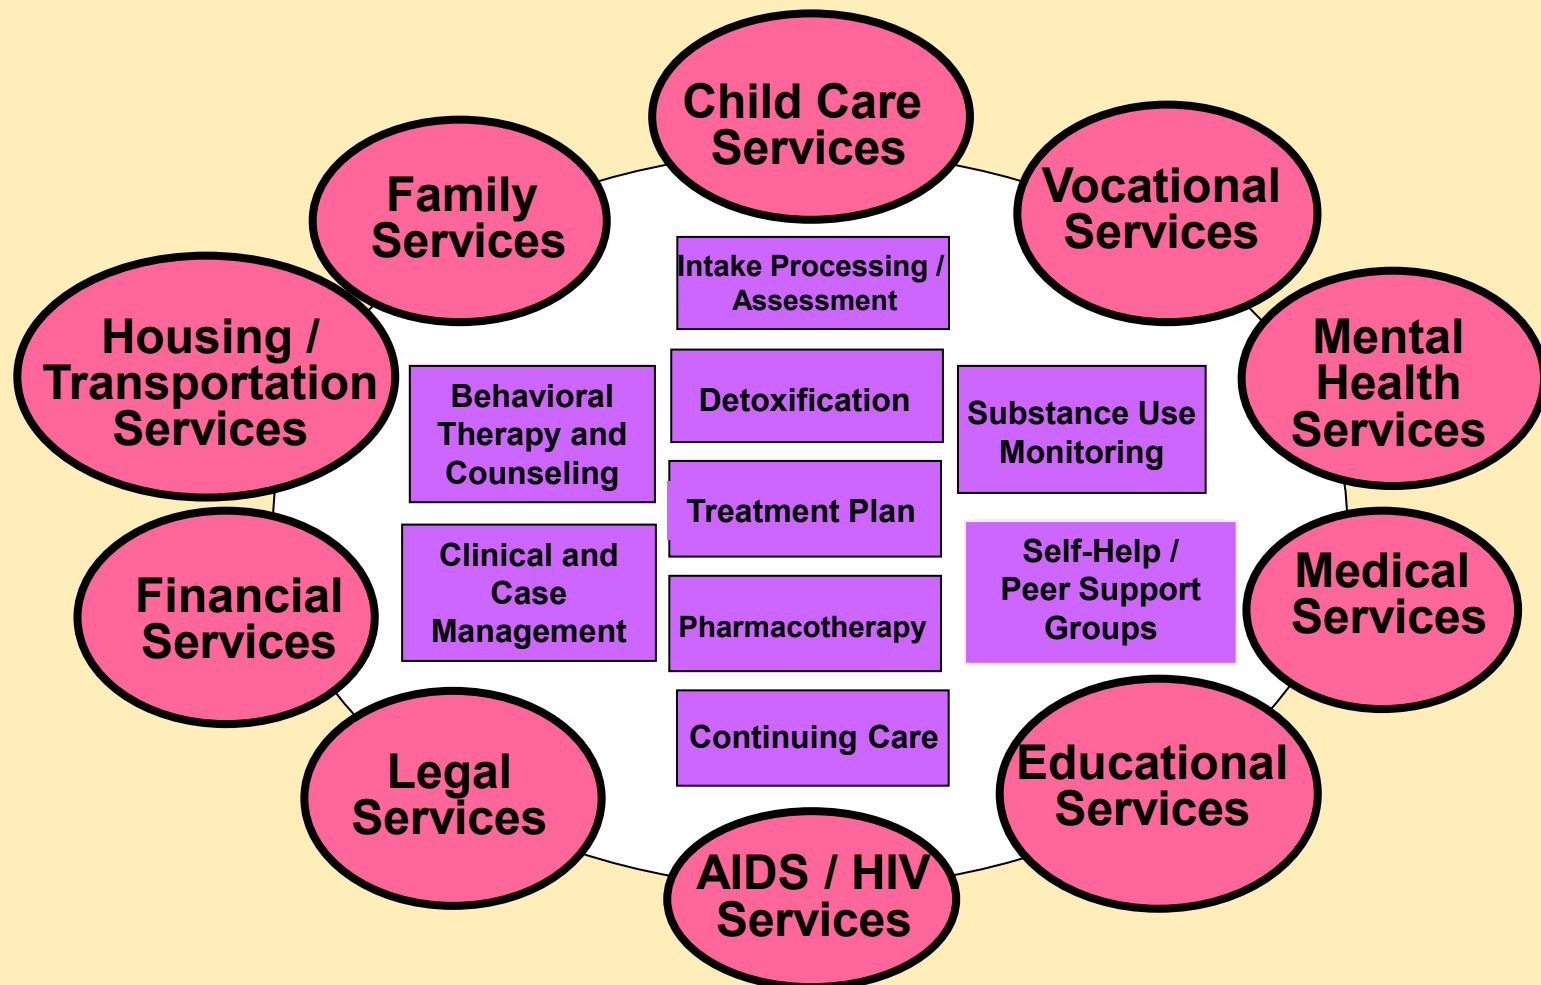 Child Care
Services
Family
Services
Vocational
Services
Housing /
Transportation
Services
Mental
Health
Services
Intake Processing /
Assessment
Behavioral
Therapy and
Counseling
Detoxification
Substance Use
Monitoring
Treatment Plan
Clinical and
Case
Management
Self-Help /
Peer Support
Groups
Pharmacotherapy
Continuing Care
Financial
Services
Medical
Services
Legal
Services
Educational
Services
AIDS / HIV
Services